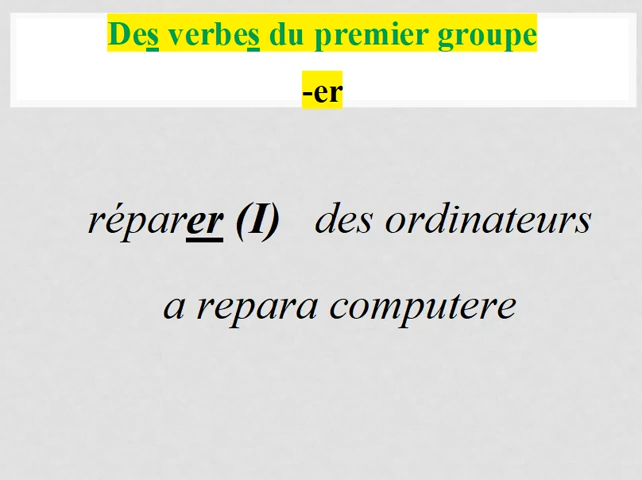 Des verbes du premier groupe
-er
réparer (I) des ordinateurs
a repara computere